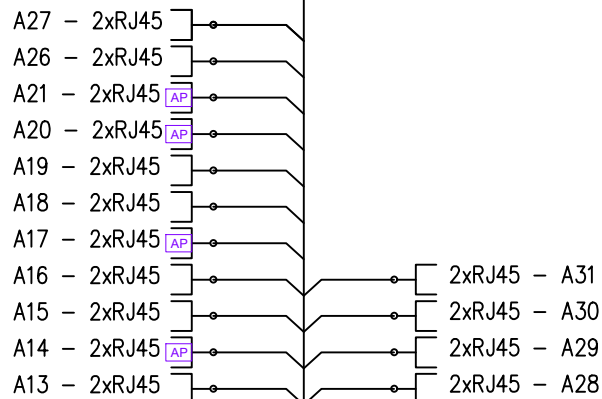 A27 - 2xRJ45
A26 - 2xRJ45
A21 - 2xRJ45 AP
A20 - 2xRJ45 AP
A19 - 2xRJ45
A18 - 2xRJ45
A17 - 2xRJ45 AP
A16 - 2xRJ45 2xRJ45 - A31
A15 - 2xRJ45 2xRJ45 - A30
A14 - 2xRJ45 AP 2xRJ45 - A29
A13 - 2xRJ45 2xRJ45 - A28